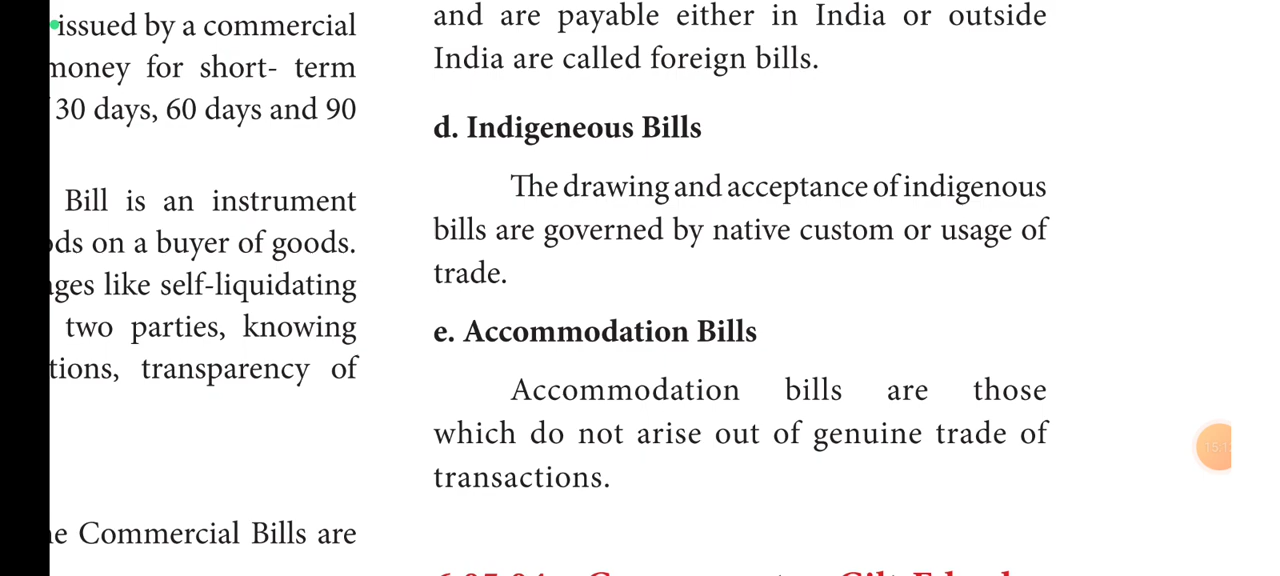 issued by a commercial
money for short- term
30 days, 60 days and 90
Bill is an instrument
on a buyer of goods.
like self-liquidating
two parties, knowing
transparency of
Commercial Bills are
and are payable either in India or outside
India are called foreign bills.
d. Indigeneous Bills
The drawing and acceptance of indigenous
bills are governed by native custom or usage of
trade.
e. Accommodation Bills
Accommodation bills are those
which do not arise out of genuine trade of
transactions.